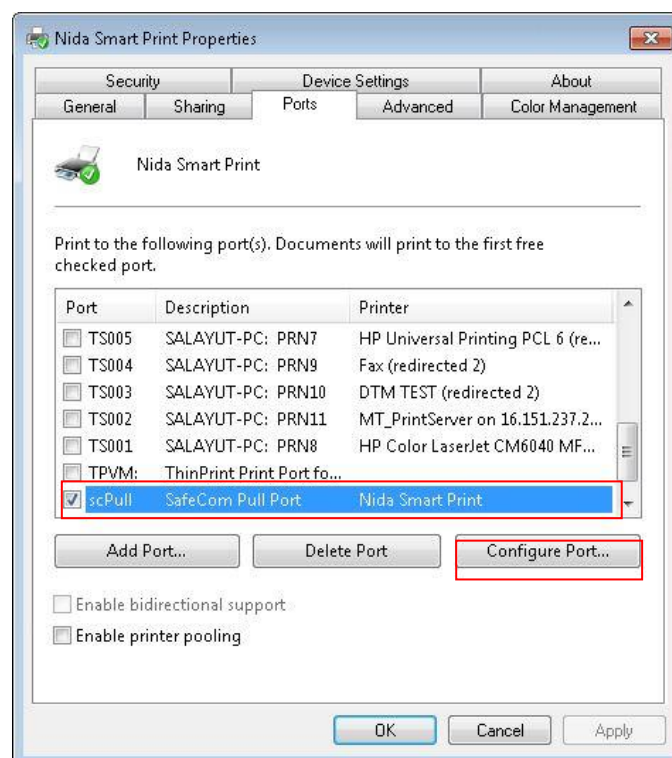 Nida Smart Print Properties
Security Device Settings About
General Sharing Ports Advanced Color Management
Nida Smart Print
Print to the following port(s). Documents will print to the first free
checked port.
Port Description Printer
TS005 SALAYUT-PC: PRN7 HP Universal Printing PCL 6 (re...
TS004 SALAYUT-PC: PRN9 Fax (redirected 2)
TS003 SALAYUT-PC: PRN10 DTM TEST (redirected 2)
TS002 SALAYUT-PC: PRN11 MT_PrintServer on 16.151.237.2...
TS001 SALAYUT-PC: PRN8 HP Color LaserJet CM6040 MF...
TPVM: ThinPrint Print Port fo...
scPull SafeCom Pull Port Nida Smart Print
Add Port... Delete Port Configure Port...
Enable bidirectional support
Enable printer pooling
OK Cancel Apply